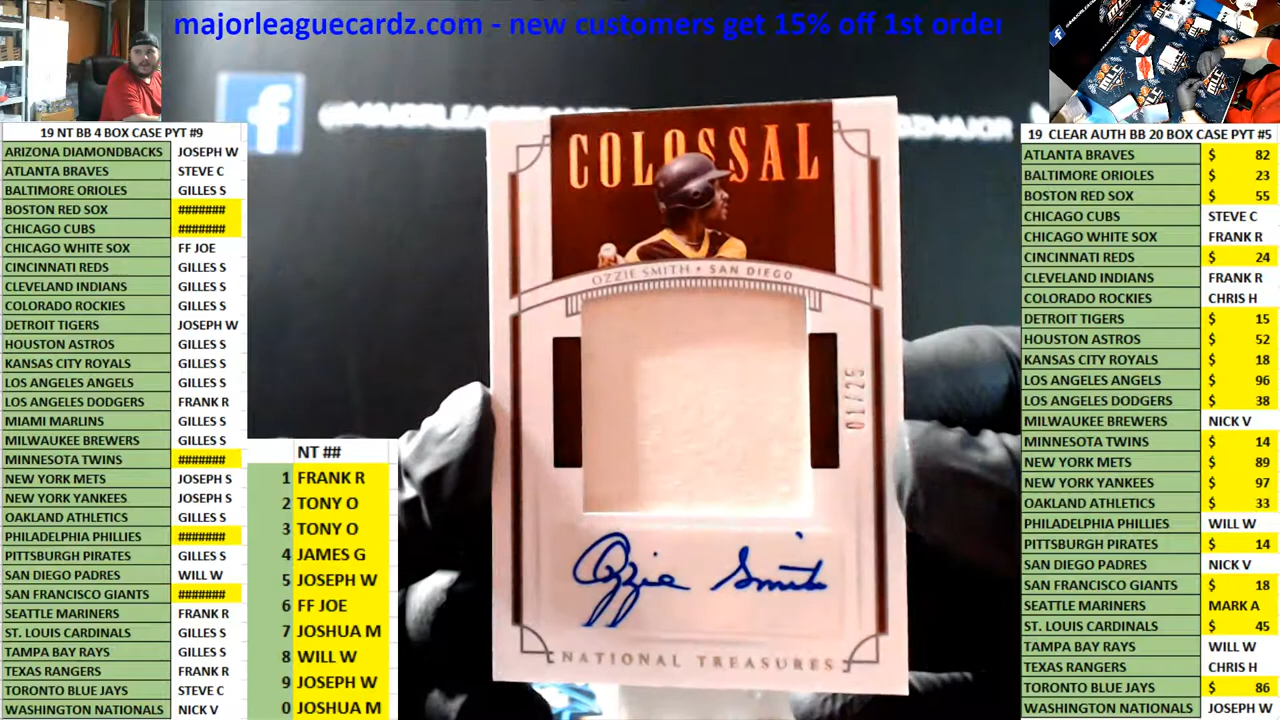 majorleaguecardz.com - new customers get 15% off 1st order
19 NT BB 4 BOX CASE PYT #9
ARIZONA DIAMONDBACKS JOSEPH W
ATLANTA BRAVES STEVE C
BALTIMORE ORIOLES GILLES S
BOSTON RED SOX #######
CHICAGO CUBS #######
CHICAGO WHITE SOX FF JOE
CINCINNATI REDS GILLES S
CLEVELAND INDIANS GILLES S
COLORADO ROCKIES GILLES S
DETROIT TIGERS JOSEPH W
HOUSTON ASTROS GILLES S
KANSAS CITY ROYALS GILLES S
LOS ANGELES ANGELS GILLES S
LOS ANGELES DODGERS FRANK R
MIAMI MARLINS GILLES S
MILWAUKEE BREWERS GILLES S
MINNESOTA TWINS #######
NEW YORK METS JOSEPH S
NEW YORK YANKEES JOSEPH S
OAKLAND ATHLETICS GILLES S
PHILADELPHIA PHILLIES #######
PITTSBURGH PIRATES GILLES S
SAN DIEGO PADRES WILL W
SAN FRANCISCO GIANTS #######
SEATTLE MARINERS FRANK R
ST. LOUIS CARDINALS GILLES S
TAMPA BAY RAYS GILLES S
TEXAS RANGERS FRANK R
TORONTO BLUE JAYS STEVE C
WASHINGTON NATIONALS NICK V
NT ##
1 FRANK R
2 TONY O
3 TONY O
4 JAMES G
5 JOSEPH W
6 FF JOE
7 JOSHUA M
8 WILL W
9 JOSEPH W
0 JOSHUA M
COLOSSAL
OZZIE SMITH • SAN DIEGO
01/25
Ozzie Smith
NATIONAL TREASURES
19 CLEAR AUTH BB 20 BOX CASE PYT #5
ATLANTA BRAVES $ 82
BALTIMORE ORIOLES $ 23
BOSTON RED SOX $ 55
CHICAGO CUBS STEVE C
CHICAGO WHITE SOX FRANK R
CINCINNATI REDS $ 24
CLEVELAND INDIANS FRANK R
COLORADO ROCKIES CHRIS H
DETROIT TIGERS $ 15
HOUSTON ASTROS $ 52
KANSAS CITY ROYALS $ 18
LOS ANGELES ANGELS $ 96
LOS ANGELES DODGERS $ 38
MILWAUKEE BREWERS NICK V
MINNESOTA TWINS $ 14
NEW YORK METS $ 89
NEW YORK YANKEES $ 97
OAKLAND ATHLETICS $ 33
PHILADELPHIA PHILLIES WILL W
PITTSBURGH PIRATES $ 14
SAN DIEGO PADRES NICK V
SAN FRANCISCO GIANTS $ 18
SEATTLE MARINERS MARK A
ST. LOUIS CARDINALS $ 45
TAMPA BAY RAYS WILL W
TEXAS RANGERS CHRIS H
TORONTO BLUE JAYS $ 86
WASHINGTON NATIONALS JOSEPH W